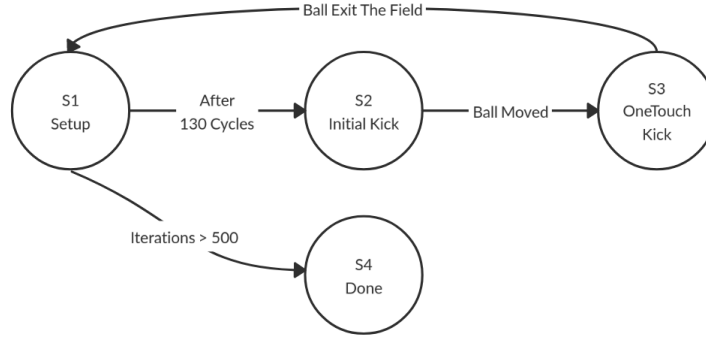 Ball Exit The Field
S1
Setup
After
130 Cycles
S2
Initial Kick
Ball Moved
S3
OneTouch
Kick
Iterations > 500
S4
Done